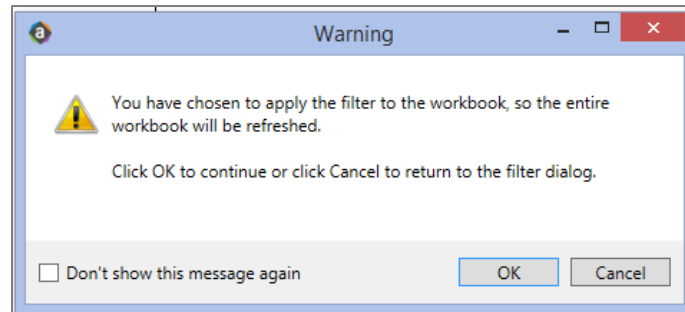 a
Warning
You have chosen to apply the filter to the workbook, so the entire
workbook will be refreshed.
Click OK to continue or click Cancel to return to the filter dialog.
Don't show this message again
OK
Cancel